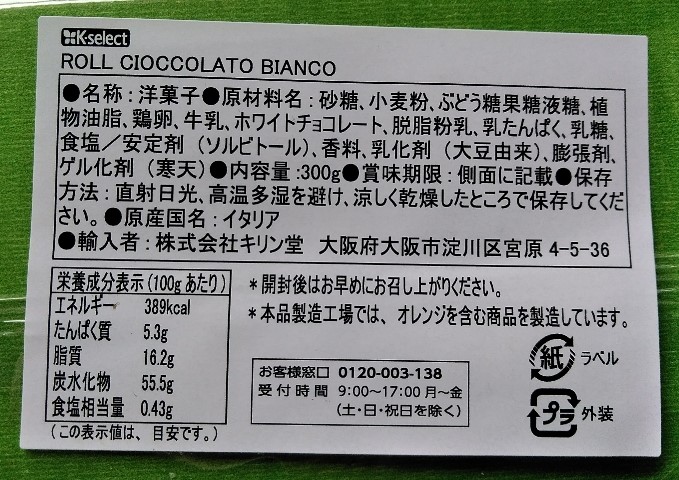 K-select
ROLL CIOCCOLATO BIANCO
●名称:洋菓子●原材料名:砂糖、小麦粉、ぶどう糖果糖液糖、植
物油脂、鶏卵、牛乳、ホワイトチョコレート、脱脂粉乳、乳たんぱく、乳糖、
食塩／安定剤(ソルビトール)、香料、乳化剤(大豆由来)、膨張剤、
ゲル化剤(寒天)●内容量:300g●賞味期限:側面に記載●保存
方法:直射日光、高温多湿を避け、涼しく乾燥したところで保存してくだ
さい。●原産国名:イタリア
●輸入者:株式会社キリン堂 大阪府大阪市淀川区宮原4-5-36
栄養成分表示(100gあたり)
エネルギー 389kcal
たんぱく質 5.3g
脂質 16.2g
炭水化物 55.5g
食塩相当量 0.43g
(この表示値は、目安です。)
*開封後はお早めにお召し上がりください。
*本品製造工場では、オレンジを含む商品を製造しています。
お客様窓口 0120-003-138
受付時間 9:00～17:00 月～金
(土・日・祝日を除く)
紙 ラベル
プラ 外装